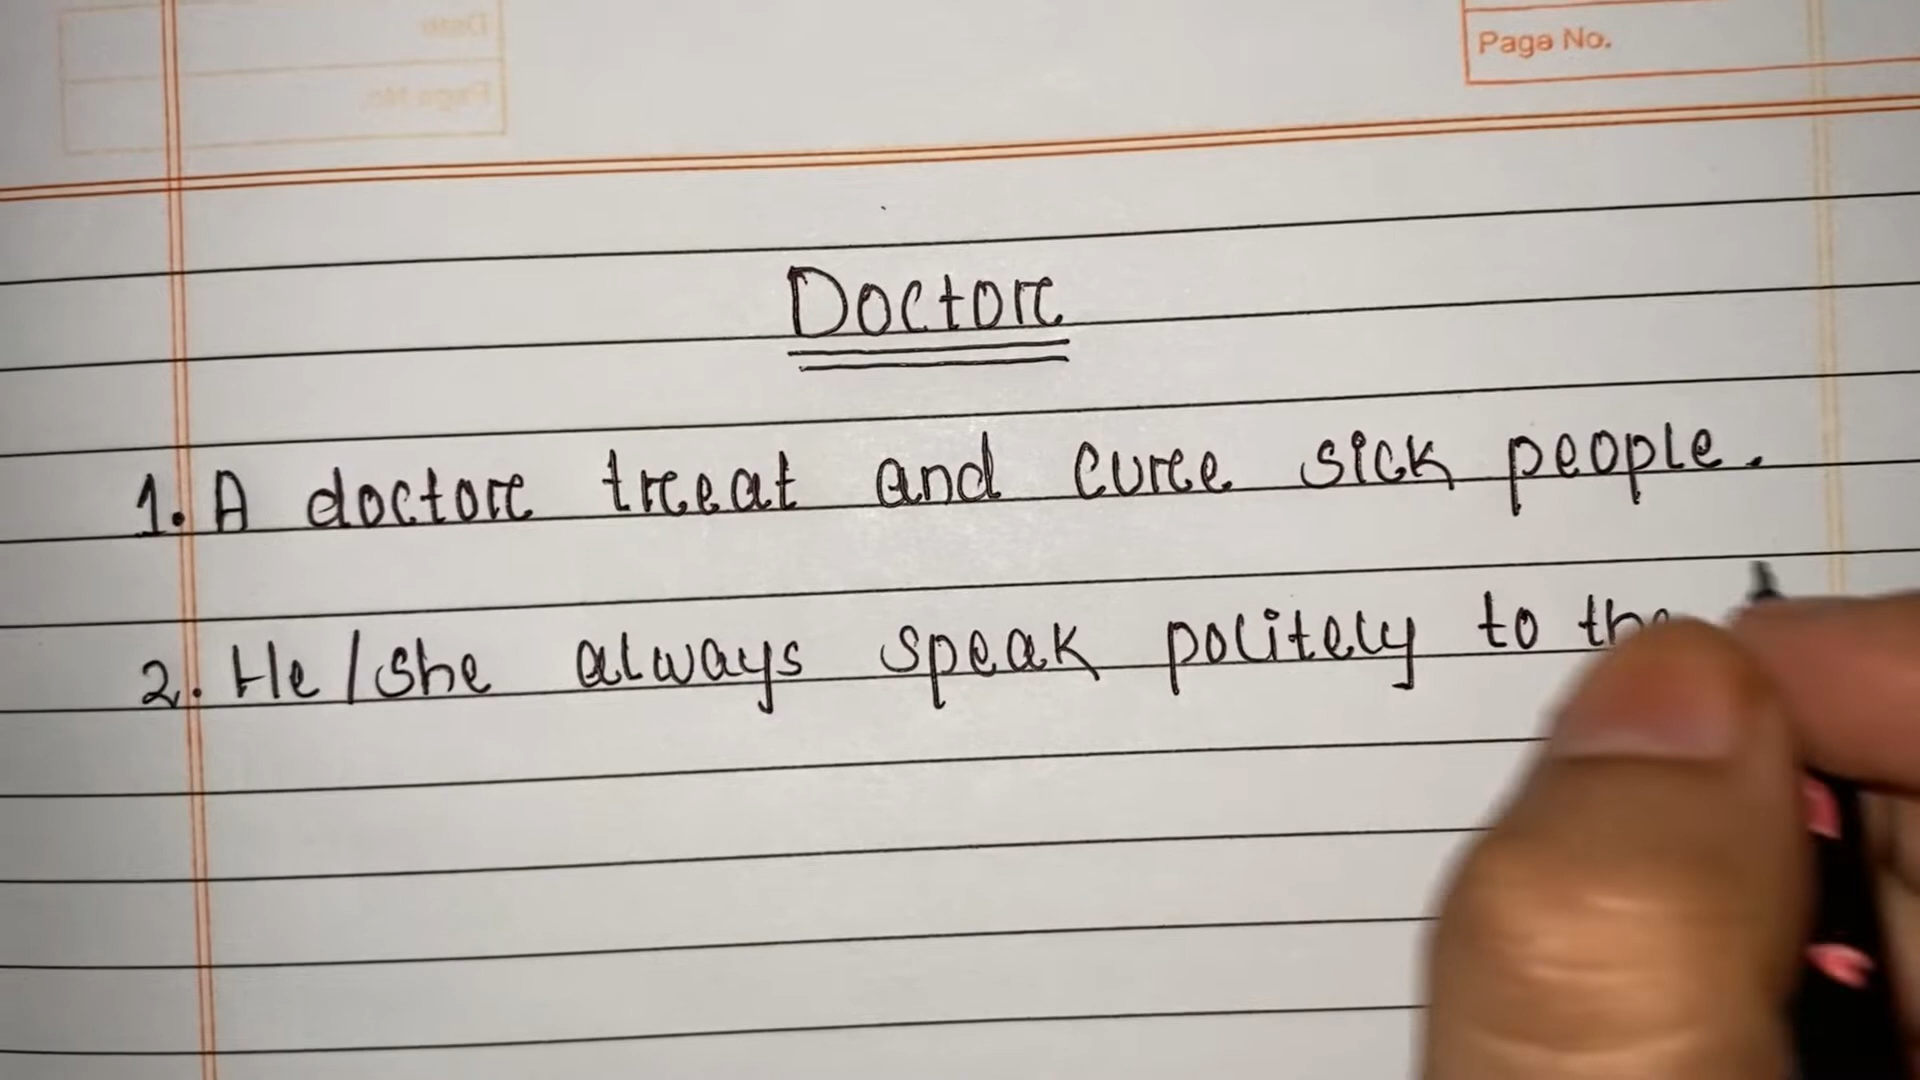 Page No.
Doctor
1. A doctor treat and cure sick people.
2. He/she always speak politely to the